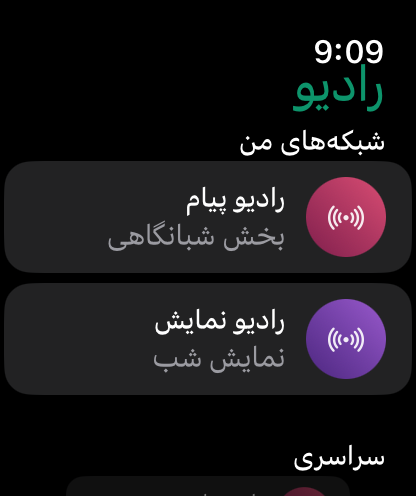 9:09
رادیو
شبکه‌های من
رادیو پیام
بخش شبانگاهی
رادیو نمایش
نمایش شب
سراسری